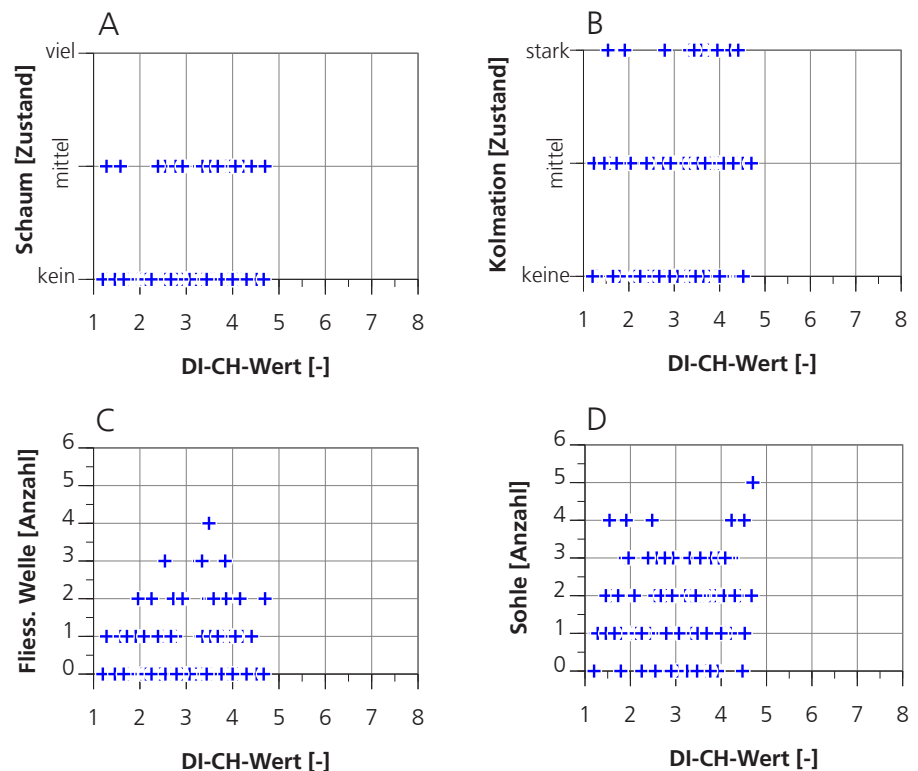 A
Schaum [Zustand]
viel
mittel
kein
1 2 3 4 5 6 7 8
DI-CH-Wert [-]
B
Kolmation [Zustand]
stark
mittel
keine
1 2 3 4 5 6 7 8
DI-CH-Wert [-]
C
Fliess. Welle [Anzahl]
6
5
4
3
2
1
0
1 2 3 4 5 6 7 8
DI-CH-Wert [-]
D
Sohle [Anzahl]
6
5
4
3
2
1
0
1 2 3 4 5 6 7 8
DI-CH-Wert [-]